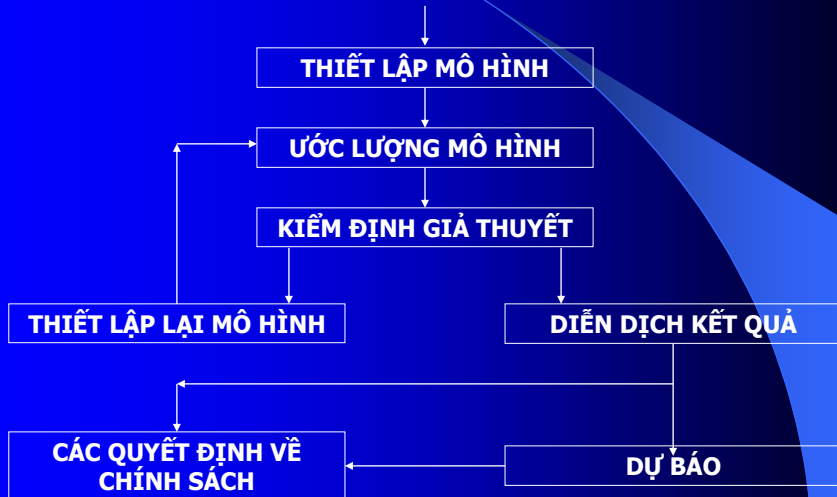 THIẾT LẬP MÔ HÌNH
ƯỚC LƯỢNG MÔ HÌNH
KIỂM ĐỊNH GIẢ THUYẾT
THIẾT LẬP LẠI MÔ HÌNH
DIỄN DỊCH KẾT QUẢ
CÁC QUYẾT ĐỊNH VỀ
CHÍNH SÁCH
DỰ BÁO